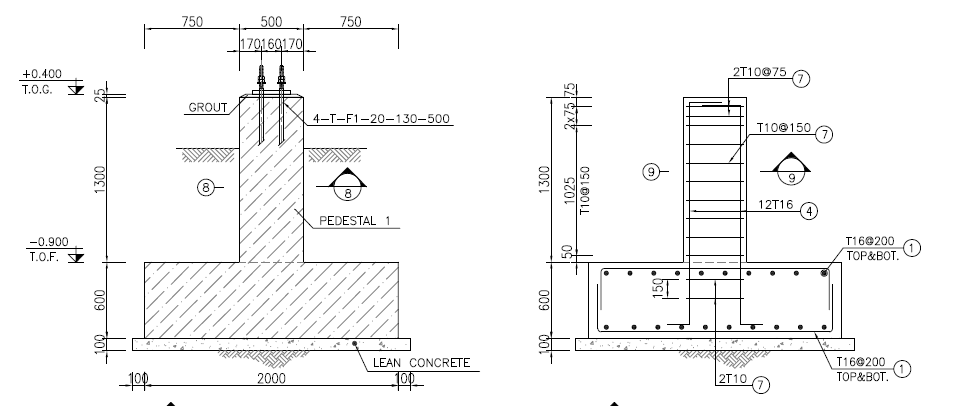 750 500 750
170 160 170
+0.400
T.O.G.
25
GROUT
4-T-F1-20-130-500
1300
8
8
PEDESTAL 1
-0.900
T.O.F.
600
100
LEAN CONCRETE
100 2000 100
2T10@75 7
75
2x75
T10@150 7
1300
1025
T10@150
9
9
12T16 4
50
T16@200 1
TOP&BOT.
150
600
100
T16@200 1
TOP&BOT.
2T10 7